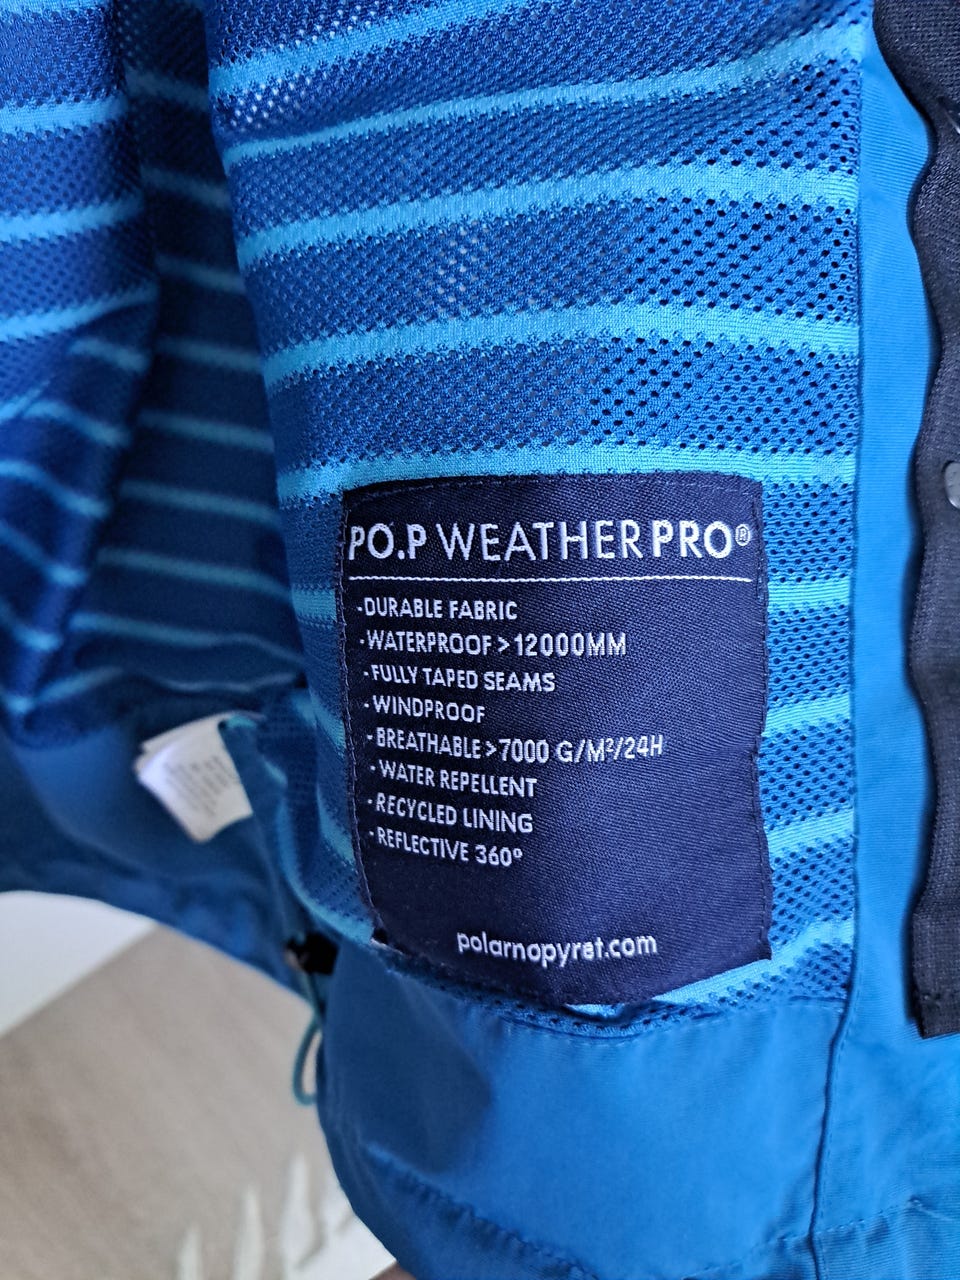 PO.P WEATHERPRO®
-DURABLE FABRIC
-WATERPROOF >12000MM
-FULLY TAPED SEAMS
-WINDPROOF
-BREATHABLE >7000 G/M²/24H
-WATER REPELLENT
-RECYCLED LINING
-REFLECTIVE 360°
polarnopyret.com